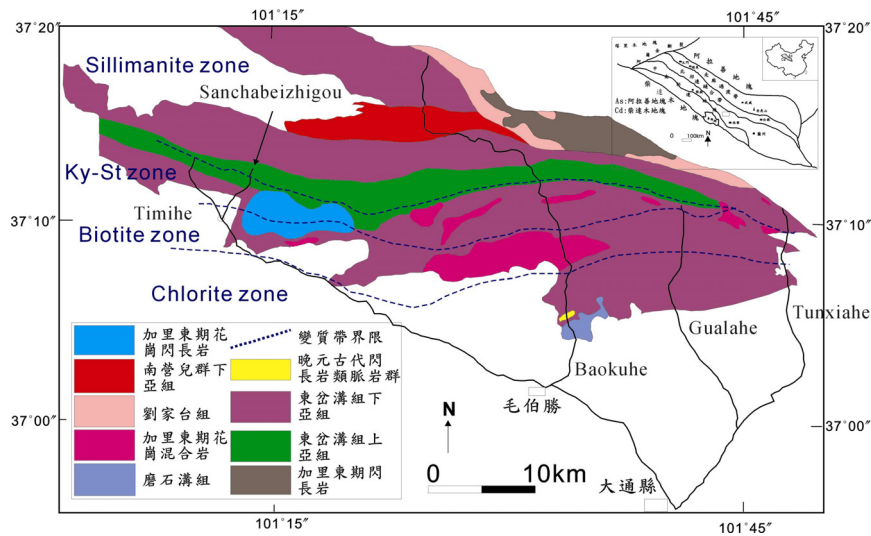 101°15″
101°45″
37°20″
37°20″
Sillimanite zone
Sanchabeizhigou
阿拉善地塊
柴達木地塊
As:阿拉善地塊
Cd:柴達木地塊
0 100km
N
Ky-St zone
Timihe
37°10″
37°10″
Biotite zone
Chlorite zone
Tunxiahe
Gualahe
Baokuhe
加里東期花
崗閃長岩
變質帶界限
南營兒群下
亞組
晚元古代閃
長岩類脈岩群
劉家台組
東岔溝組下
亞組
加里東期花
崗混合岩
東岔溝組上
亞組
磨石溝組
加里東期閃
長岩
毛伯勝
37°00″
37°00″
N
0
10km
大通縣
101°15″
101°45″